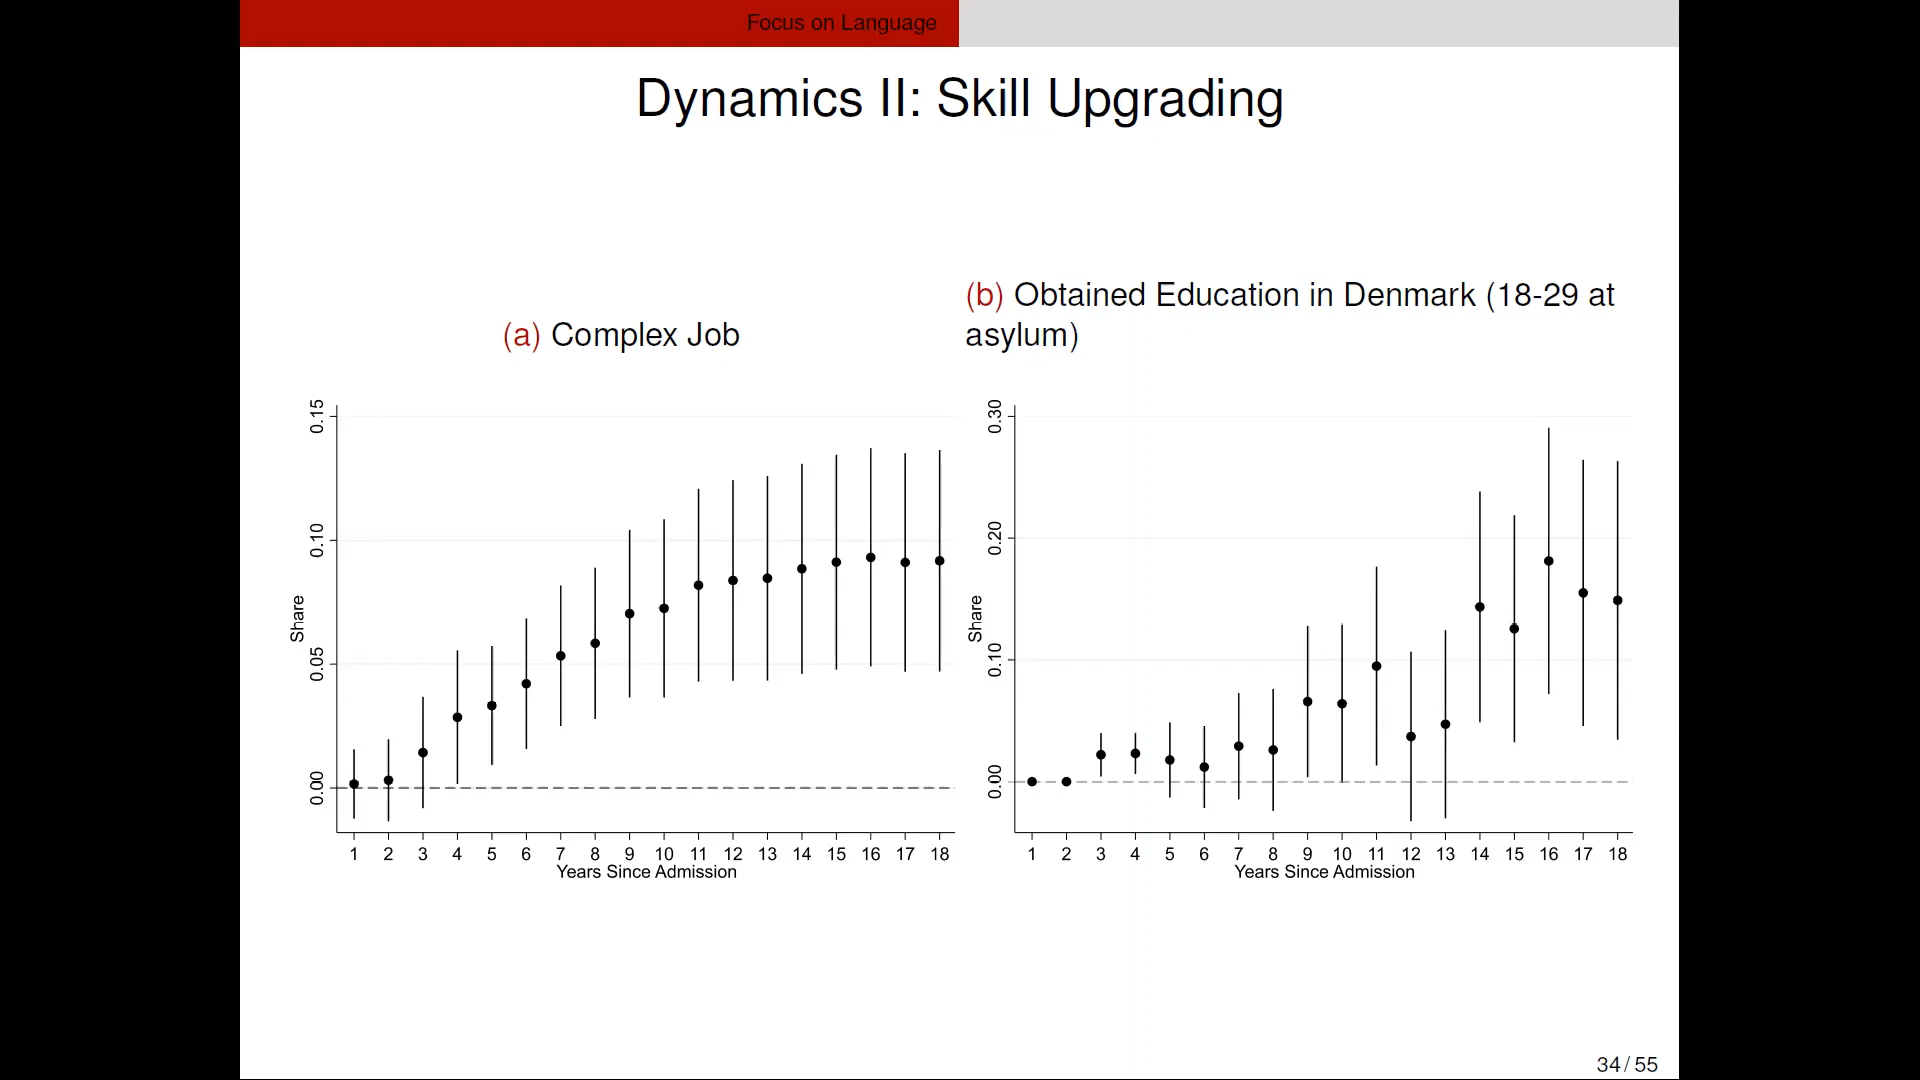 Focus on Language
Dynamics II: Skill Upgrading
(a) Complex Job
0.15
0.10
0.05
0.00
Share
1 2 3 4 5 6 7 8 9 10 11 12 13 14 15 16 17 18
Years Since Admission
(b) Obtained Education in Denmark (18-29 at
asylum)
0.30
0.20
0.10
0.00
Share
1 2 3 4 5 6 7 8 9 10 11 12 13 14 15 16 17 18
Years Since Admission
34 / 55